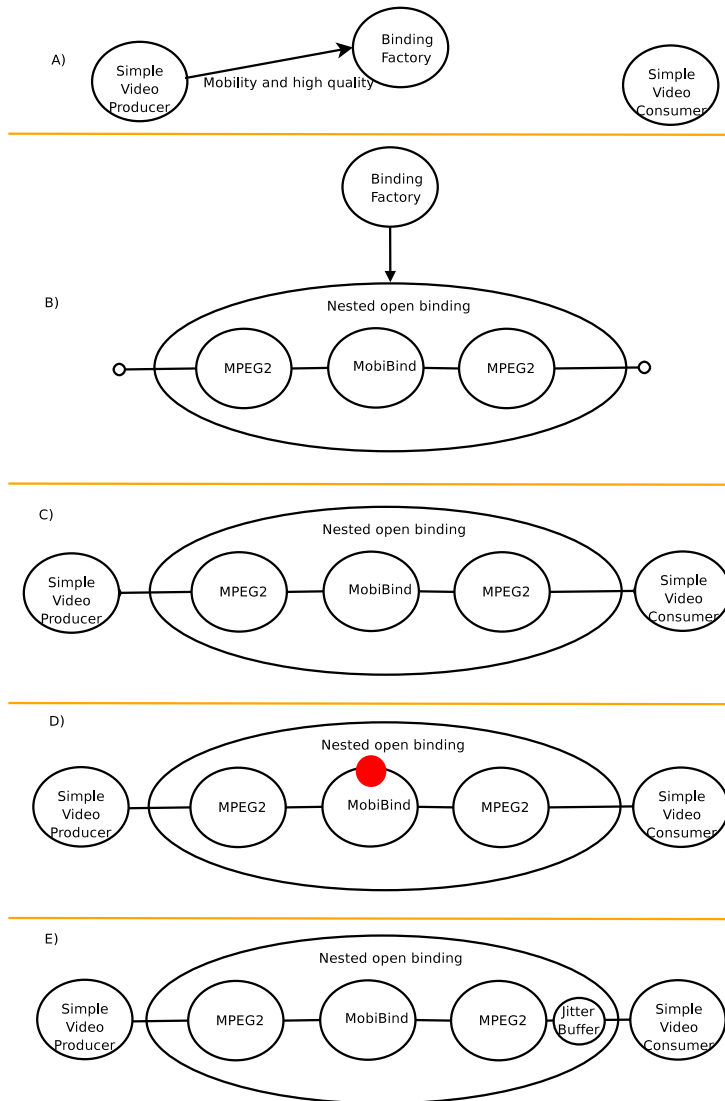 A)
Simple
Video
Producer
Mobility and high quality
Binding
Factory
Simple
Video
Consumer
Binding
Factory
B)
Nested open binding
MPEG2
MobiBind
MPEG2
C)
Nested open binding
Simple
Video
Producer
MPEG2
MobiBind
MPEG2
Simple
Video
Consumer
D)
Nested open binding
Simple
Video
Producer
MPEG2
MobiBind
MPEG2
Simple
Video
Consumer
E)
Nested open binding
Simple
Video
Producer
MPEG2
MobiBind
MPEG2
Jitter
Buffer
Simple
Video
Consumer